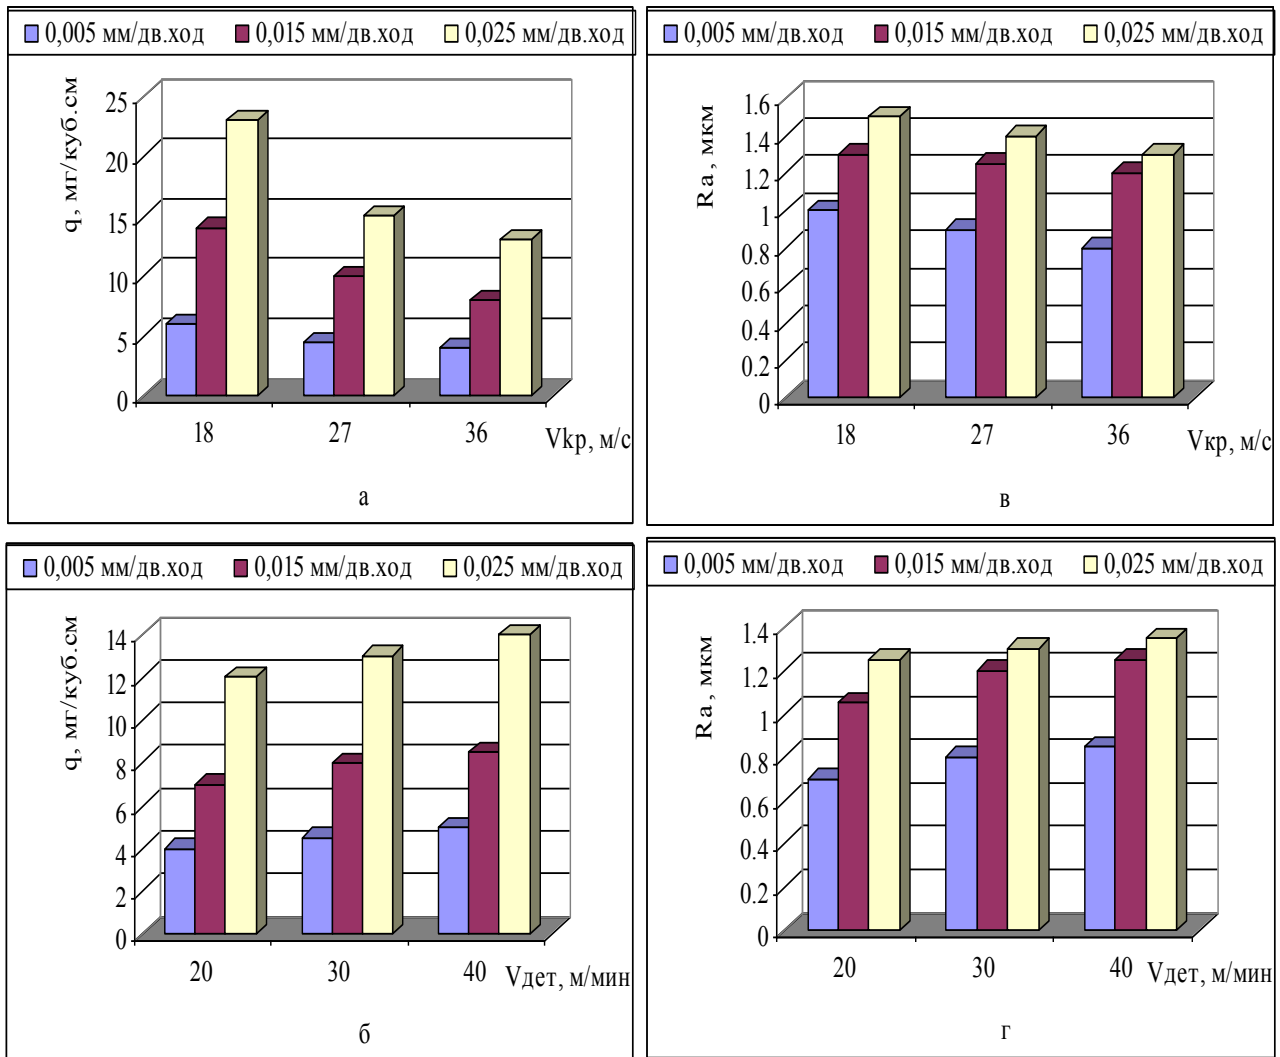 0,005 мм/дв.ход 0,015 мм/дв.ход 0,025 мм/дв.ход
q, мг/куб.см
25
20
15
10
5
0
18 27 36 Vkp, м/с
а
0,005 мм/дв.ход 0,015 мм/дв.ход 0,025 мм/дв.ход
Ra, мкм
1.6
1.4
1.2
1
0.8
0.6
0.4
0.2
0
18 27 36 Vкр, м/с
в
0,005 мм/дв.ход 0,015 мм/дв.ход 0,025 мм/дв.ход
q, мг/куб.см
14
12
10
8
6
4
2
0
20 30 40 Vдет, м/мин
б
0,005 мм/дв.ход 0,015 мм/дв.ход 0,025 мм/дв.ход
Ra, мкм
1.4
1.2
1
0.8
0.6
0.4
0.2
0
20 30 40 Vдет, м/мин
г